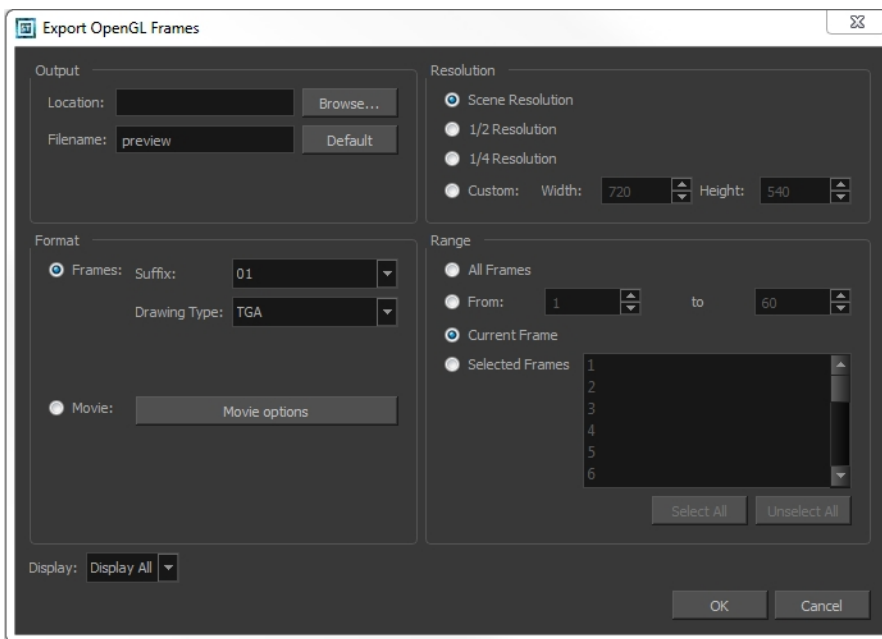 Export OpenGL Frames
Output
Location:
Browse...
Filename: preview
Default
Resolution
Scene Resolution
1/2 Resolution
1/4 Resolution
Custom: Width: 720 Height: 540
Format
Frames: Suffix: 01
Drawing Type: TGA
Movie: Movie options
Range
All Frames
From: 1 to 60
Current Frame
Selected Frames
1
2
3
4
5
6
Select All
Unselect All
Display: Display All
OK
Cancel